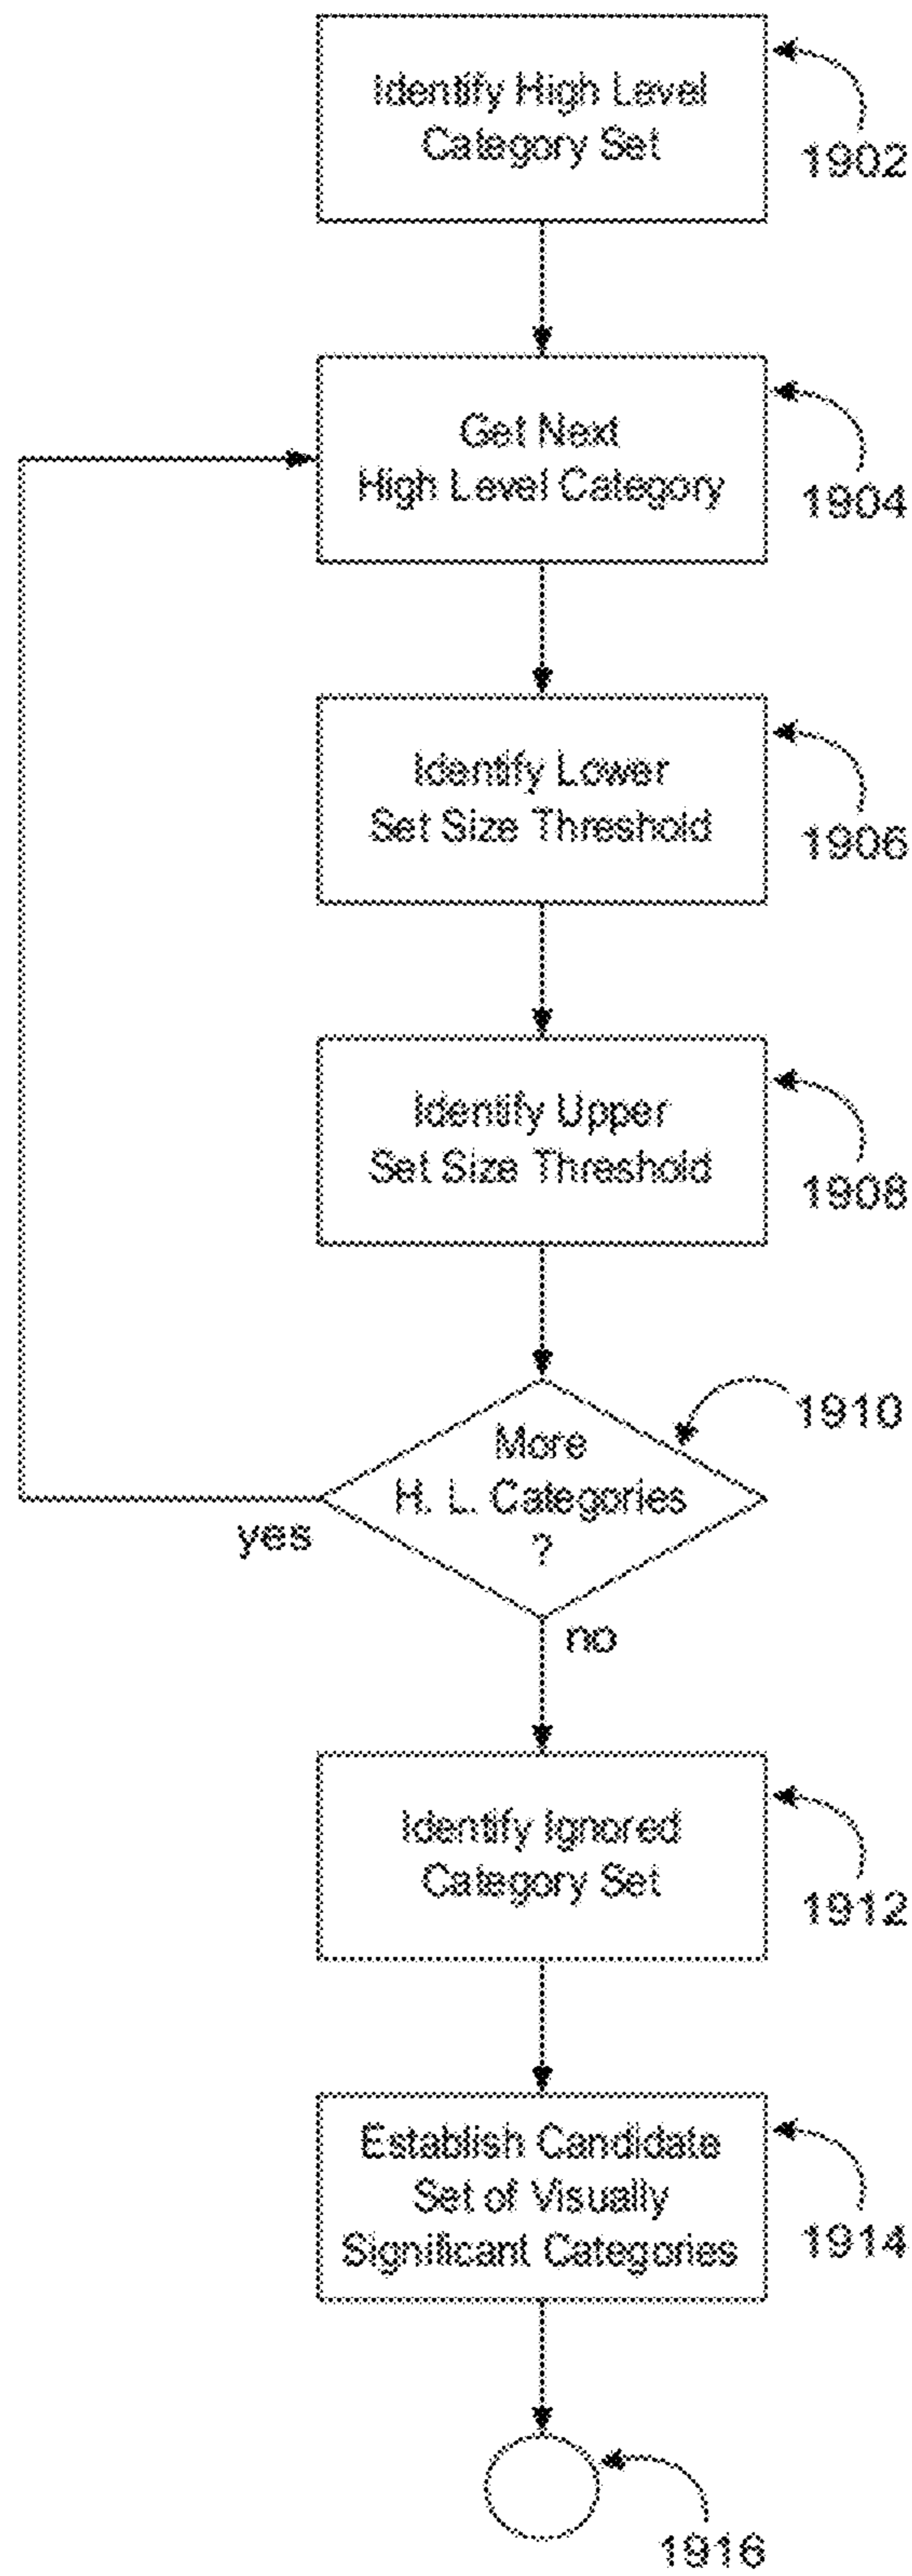 Identify High Level
Category Set
1902
Get Next
High Level Category
1904
Identify Lower
Set Size Threshold
1906
Identify Upper
Set Size Threshold
1908
More
H. L. Categories
?
1910
yes
no
Identify Ignored
Category Set
1912
Establish Candidate
Set of Visually
Significant Categories
1914
1916